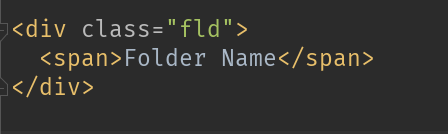 <div class="fld">
  <span>Folder Name</span>
</div>